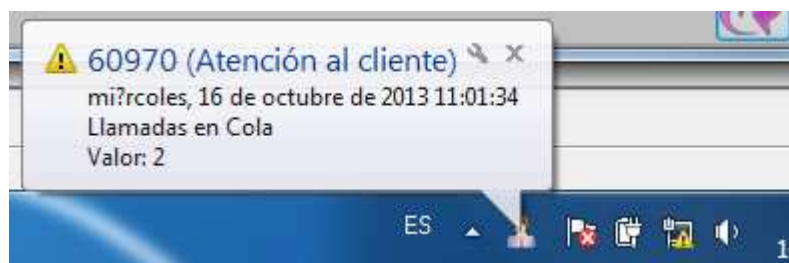 60970 (Atención al cliente)
mi?rcoles, 16 de octubre de 2013 11:01:34
Llamadas en Cola
Valor: 2
ES
1